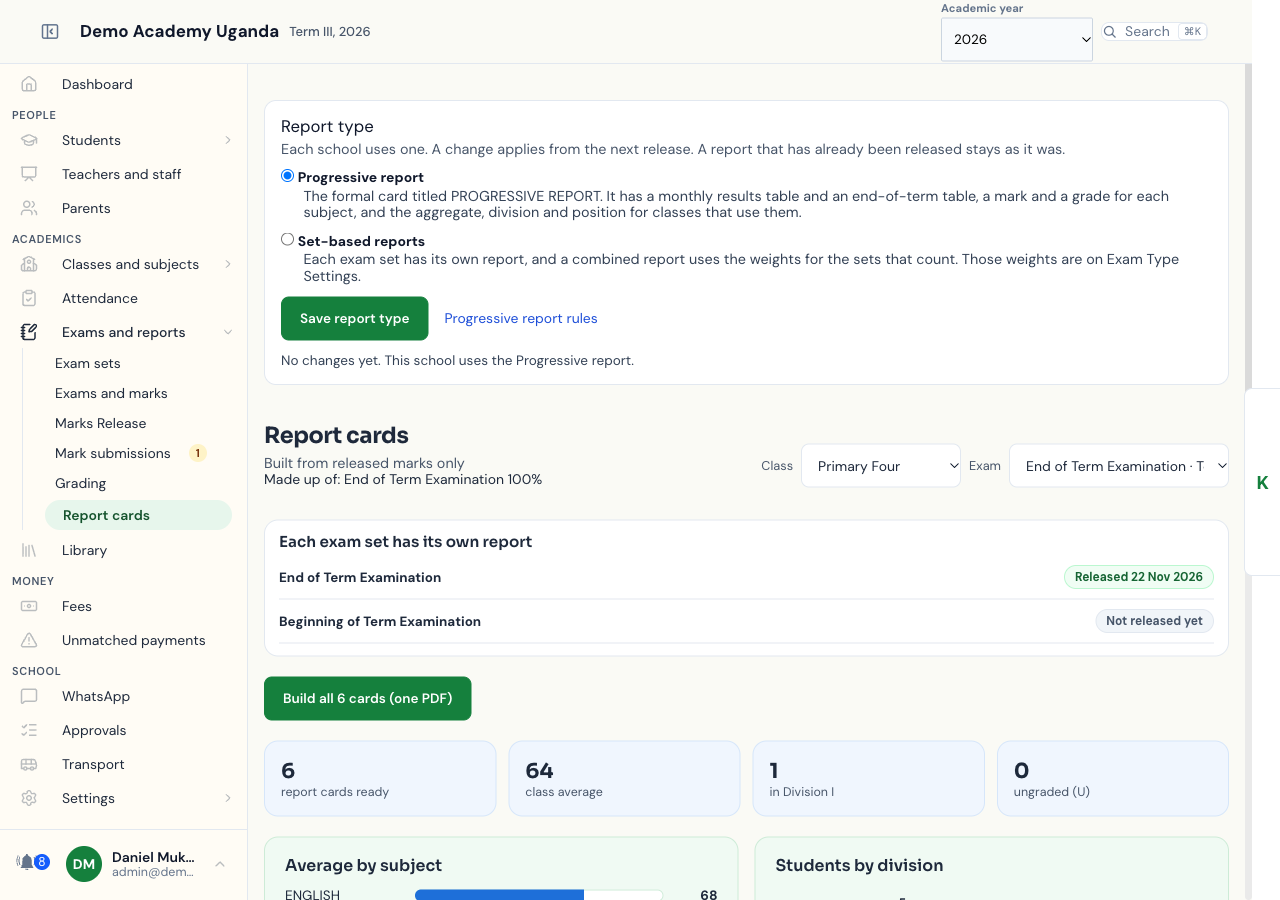 Demo Academy Uganda
Term III, 2026
Academic year
2026
Search
⌘K
Dashboard
PEOPLE
Students
Teachers and staff
Parents
ACADEMICS
Classes and subjects
Attendance
Exams and reports
Exam sets
Exams and marks
Marks Release
Mark submissions 1
Grading
Report cards
Library
MONEY
Fees
Unmatched payments
SCHOOL
WhatsApp
Approvals
Transport
Settings
8
DM
Daniel Muk...
admin@dem...
Report type
Each school uses one. A change applies from the next release. A report that has already been released stays as it was.
Progressive report
The formal card titled PROGRESSIVE REPORT. It has a monthly results table and an end-of-term table, a mark and a grade for each
subject, and the aggregate, division and position for classes that use them.
Set-based reports
Each exam set has its own report, and a combined report uses the weights for the sets that count. Those weights are on Exam Type
Settings.
Save report type
Progressive report rules
No changes yet. This school uses the Progressive report.
Report cards
Built from released marks only
Made up of: End of Term Examination 100%
Class
Primary Four
Exam
End of Term Examination · T
K
Each exam set has its own report
End of Term Examination
Released 22 Nov 2026
Beginning of Term Examination
Not released yet
Build all 6 cards (one PDF)
6
report cards ready
64
class average
1
in Division I
0
ungraded (U)
Average by subject
ENGLISH
68
Students by division